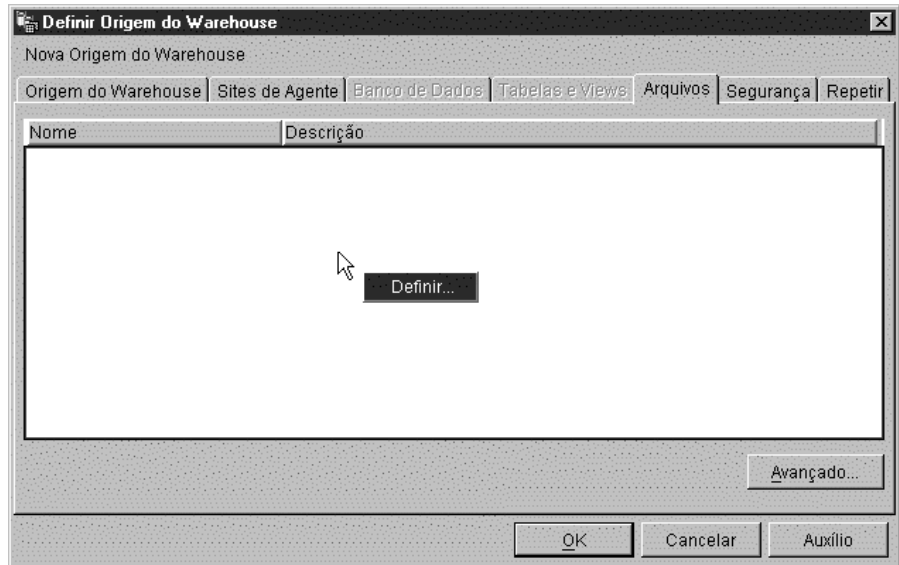 Definir Origem do Warehouse
Nova Origem do Warehouse
Origem do Warehouse Sites de Agente Banco de Dados Tabelas e Views Arquivos Segurança Repetir
Nome Descrição
Definir...
Avançado...
OK Cancelar Auxílio